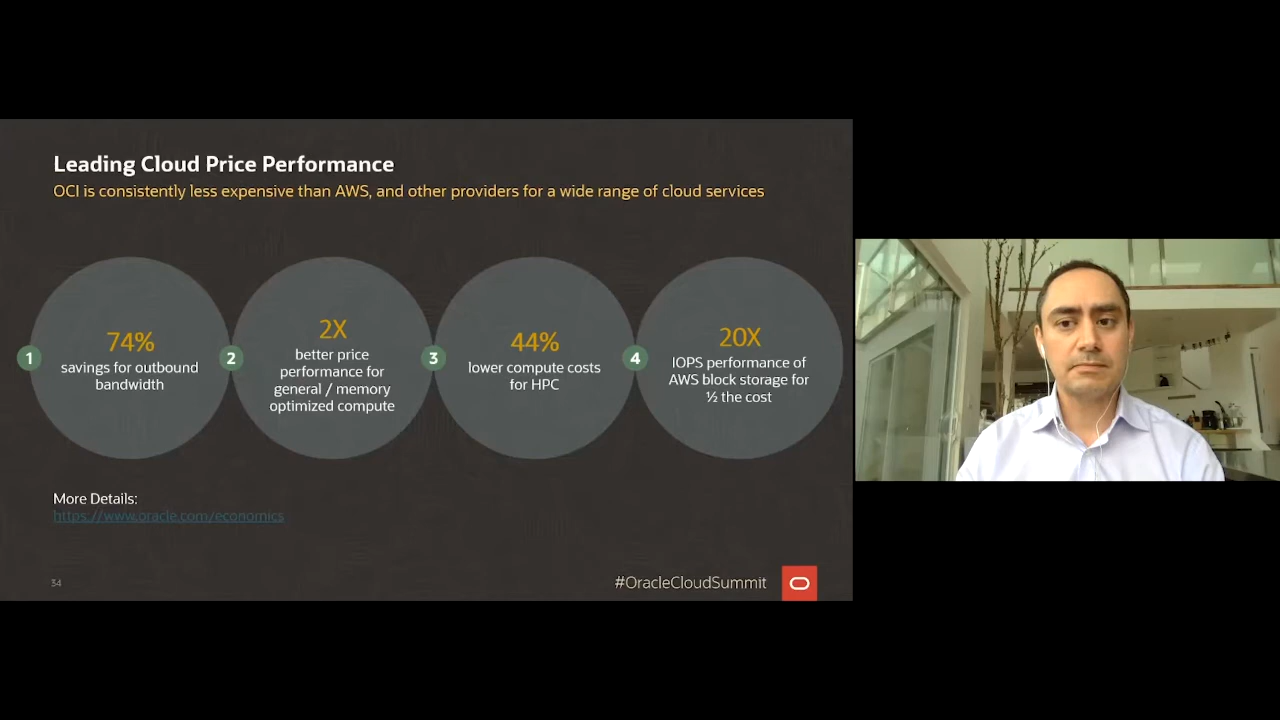 Leading Cloud Price Performance
OCI is consistently less expensive than AWS, and other providers for a wide range of cloud services
1
74%
savings for outbound
bandwidth
2
2X
better price
performance for
general / memory
optimized compute
3
44%
lower compute costs
for HPC
4
20X
IOPS performance of
AWS block storage for
½ the cost
More Details:
https://www.oracle.com/economics
34
#OracleCloudSummit